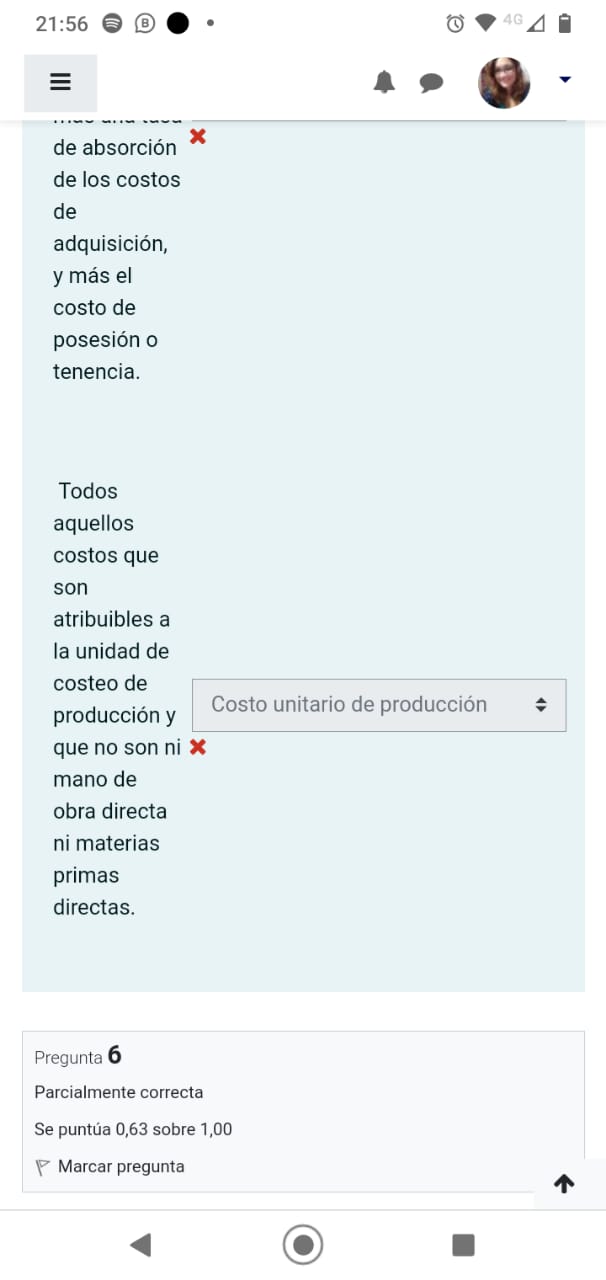 21:56
4G
de absorción
de los costos
de
adquisición,
y más el
costo de
posesión o
tenencia.
Todos
aquellos
costos que
son
atribuibles a
la unidad de
costeo de
producción y
que no son ni
mano de
obra directa
ni materias
primas
directas.
Costo unitario de producción
Pregunta 6
Parcialmente correcta
Se puntúa 0,63 sobre 1,00
Marcar pregunta